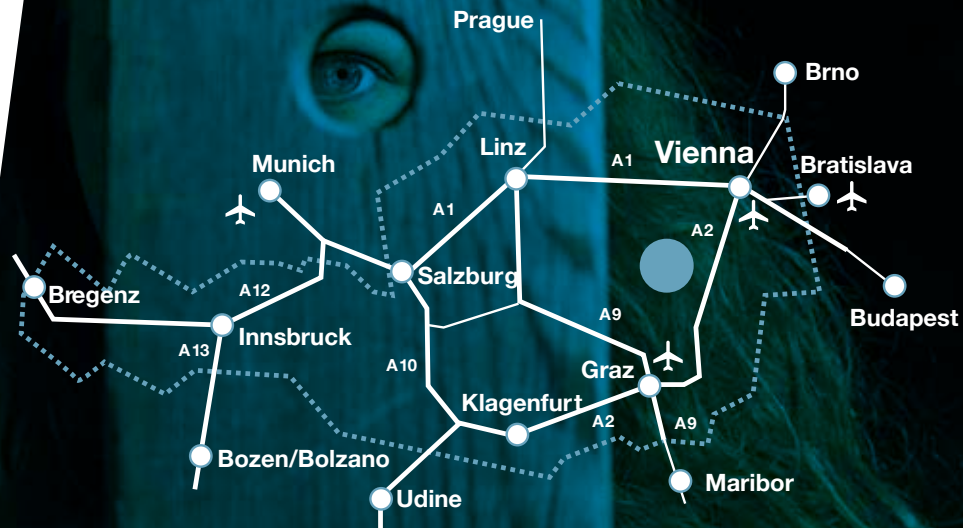 Prague
Brno
Linz
A1
Vienna
Munich
Bratislava
A1
A2
Salzburg
Bregenz
A12
Budapest
A9
Innsbruck
A13
A10
Graz
Klagenfurt
A2
A9
Bozen/Bolzano
Maribor
Udine